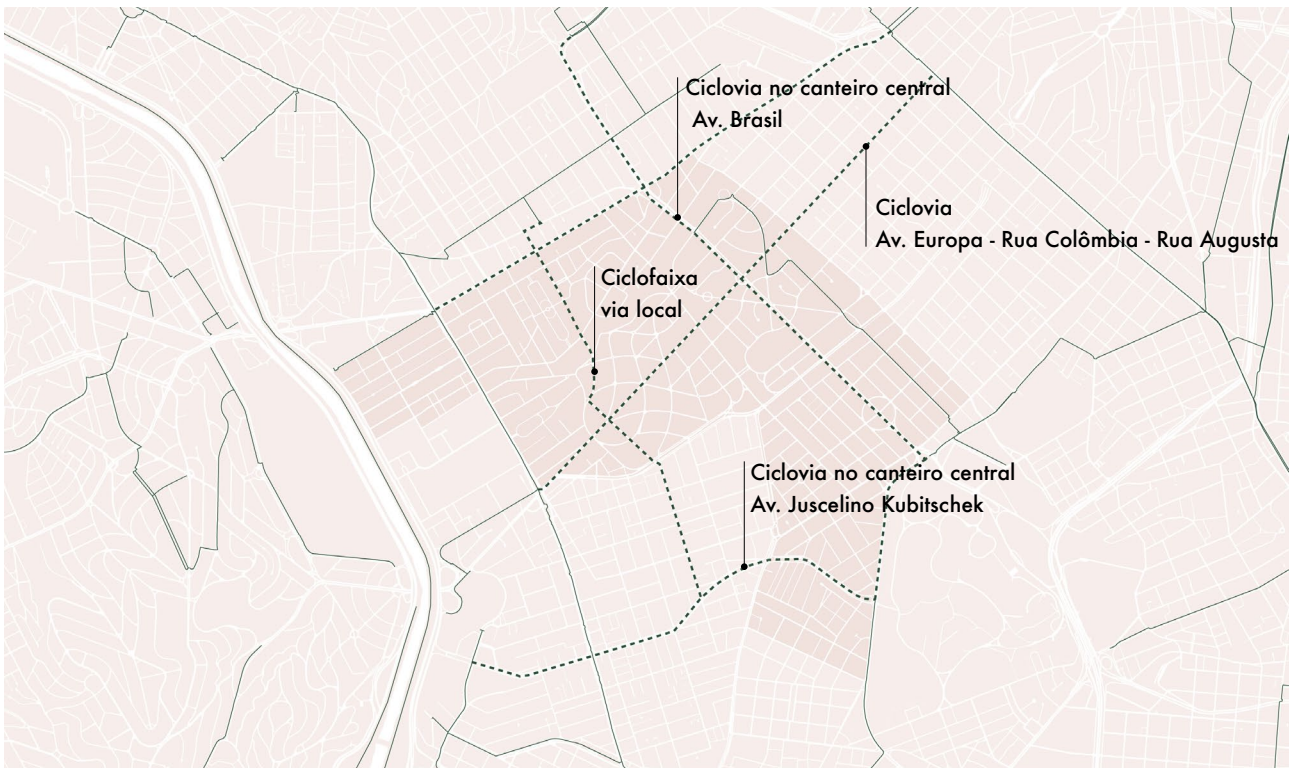 Ciclovia no canteiro central
Av. Brasil
Ciclovia
Av. Europa - Rua Colômbia - Rua Augusta
Ciclofaixa
via local
Ciclovia no canteiro central
Av. Juscelino Kubitschek